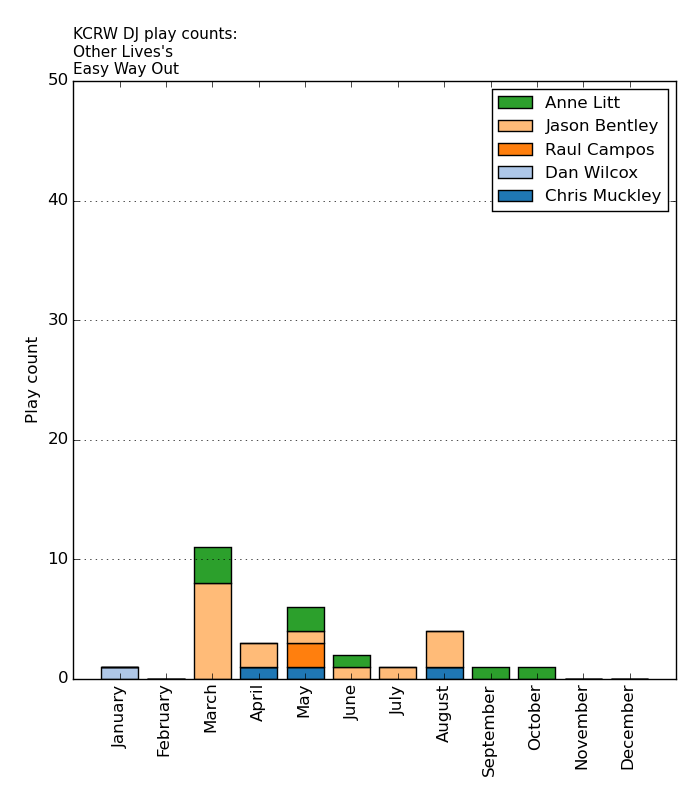 KCRW DJ play counts:
Other Lives's
Easy Way Out
50
40
30
20
10
0
Play count
Anne Litt
Jason Bentley
Raul Campos
Dan Wilcox
Chris Muckley
January
February
March
April
May
June
July
August
September
October
November
December